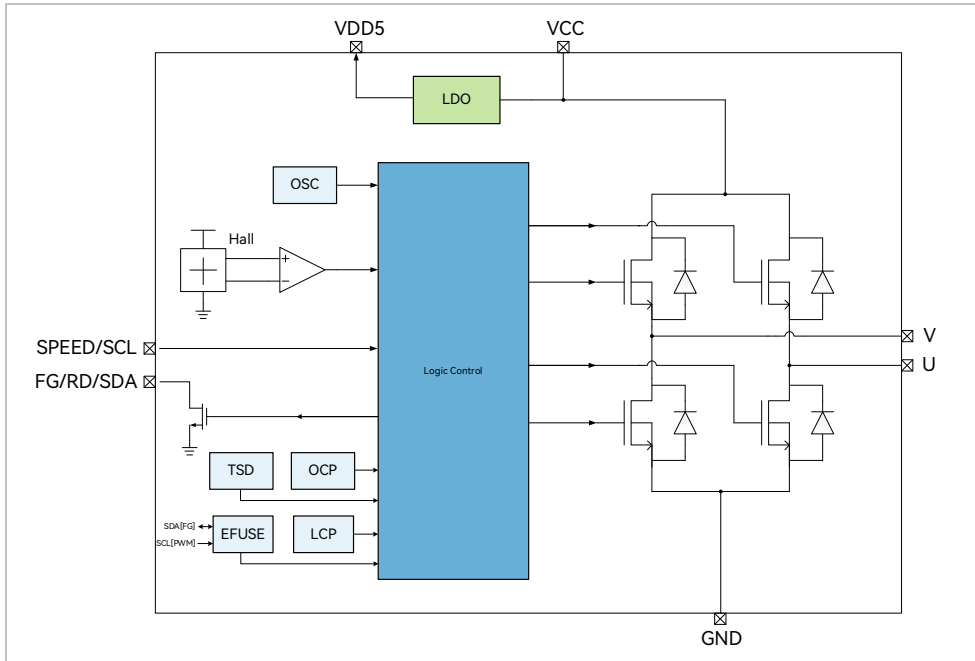 VDD5
VCC
LDO
OSC
Hall
SPEED/SCL
V
U
FG/RD/SDA
Logic Control
TSD
OCP
SDA[FG]
SCL[PWM]
EFUSE
LCP
GND